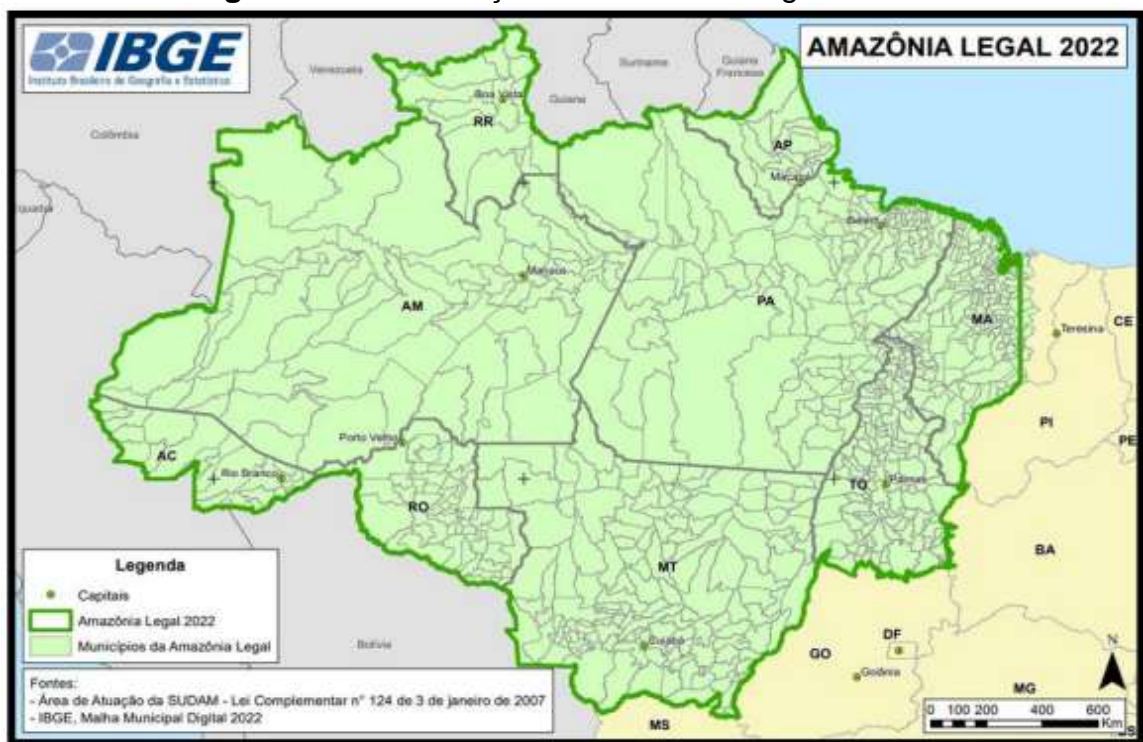 IBGE
Instituto Brasileiro de Geografia e Estatística
AMAZÔNIA LEGAL 2022
Venezuela
Suriname
Guiana
Francesa
Guiana
Colômbia
Boa Vista
RR
AP
Macapá
Belém
Manaus
AM
PA
MA
Teresina
CE
PI
PE
Porto Velho
AC
Rio Branco
RO
TO
Palmas
BA
MT
Cuiabá
Bolívia
GO
DF
Goiânia
MG
MS
Legenda
Capitais
Amazônia Legal 2022
Municípios da Amazônia Legal
Fontes:
- Área de Atuação da SUDAM - Lei Complementar n° 124 de 3 de janeiro de 2007
- IBGE, Malha Municipal Digital 2022
N
0 100 200 400 600
Km